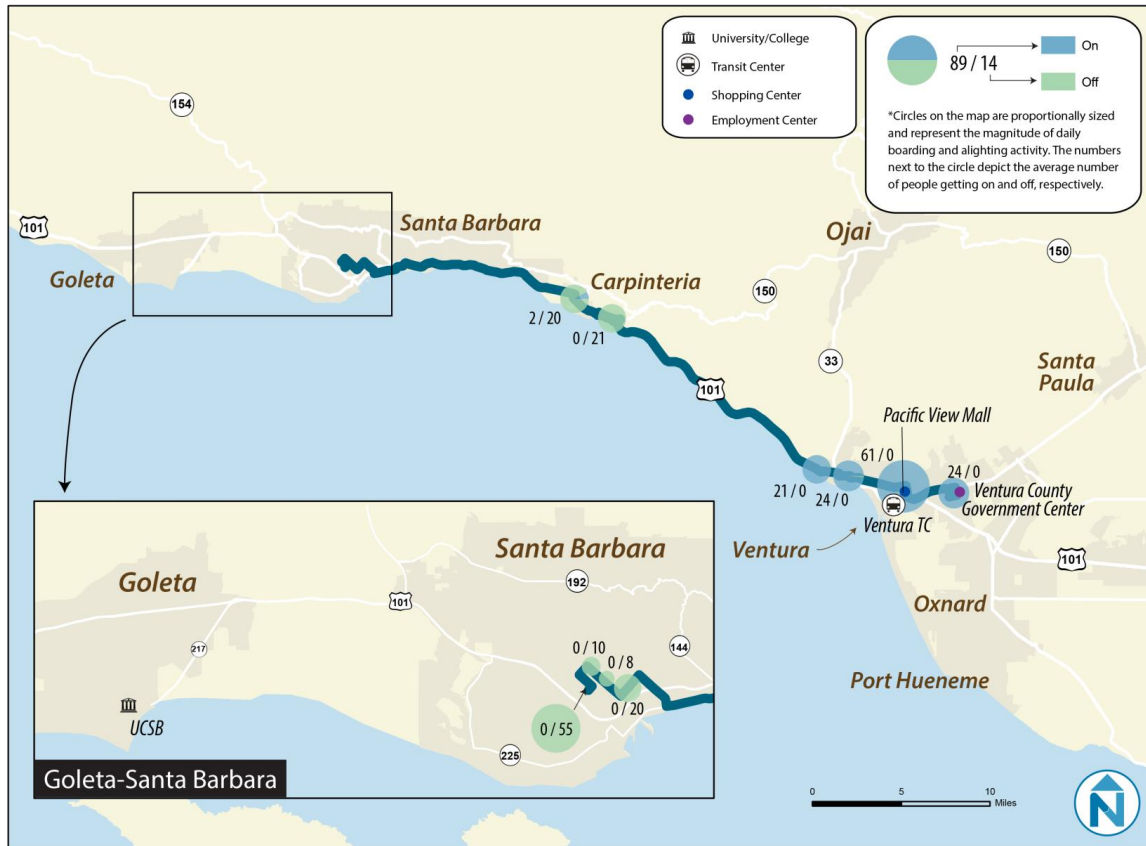 University/College
Transit Center
Shopping Center
Employment Center
89 / 14
On
Off
*Circles on the map are proportionally sized
and represent the magnitude of daily
boarding and alighting activity. The numbers
next to the circle depict the average number
of people getting on and off, respectively.
154
101
Goleta
Santa Barbara
Carpinteria
2 / 20
0 / 21
Ojai
150
150
33
101
Santa
Paula
Pacific View Mall
61 / 0
24 / 0
21 / 0
24 / 0
Ventura County
Government Center
Ventura TC
Ventura
101
Oxnard
Port Hueneme
Santa Barbara
Goleta
192
101
217
144
0 / 10
0 / 8
0 / 20
0 / 55
UCSB
225
Goleta-Santa Barbara
0
5
10
Miles
N